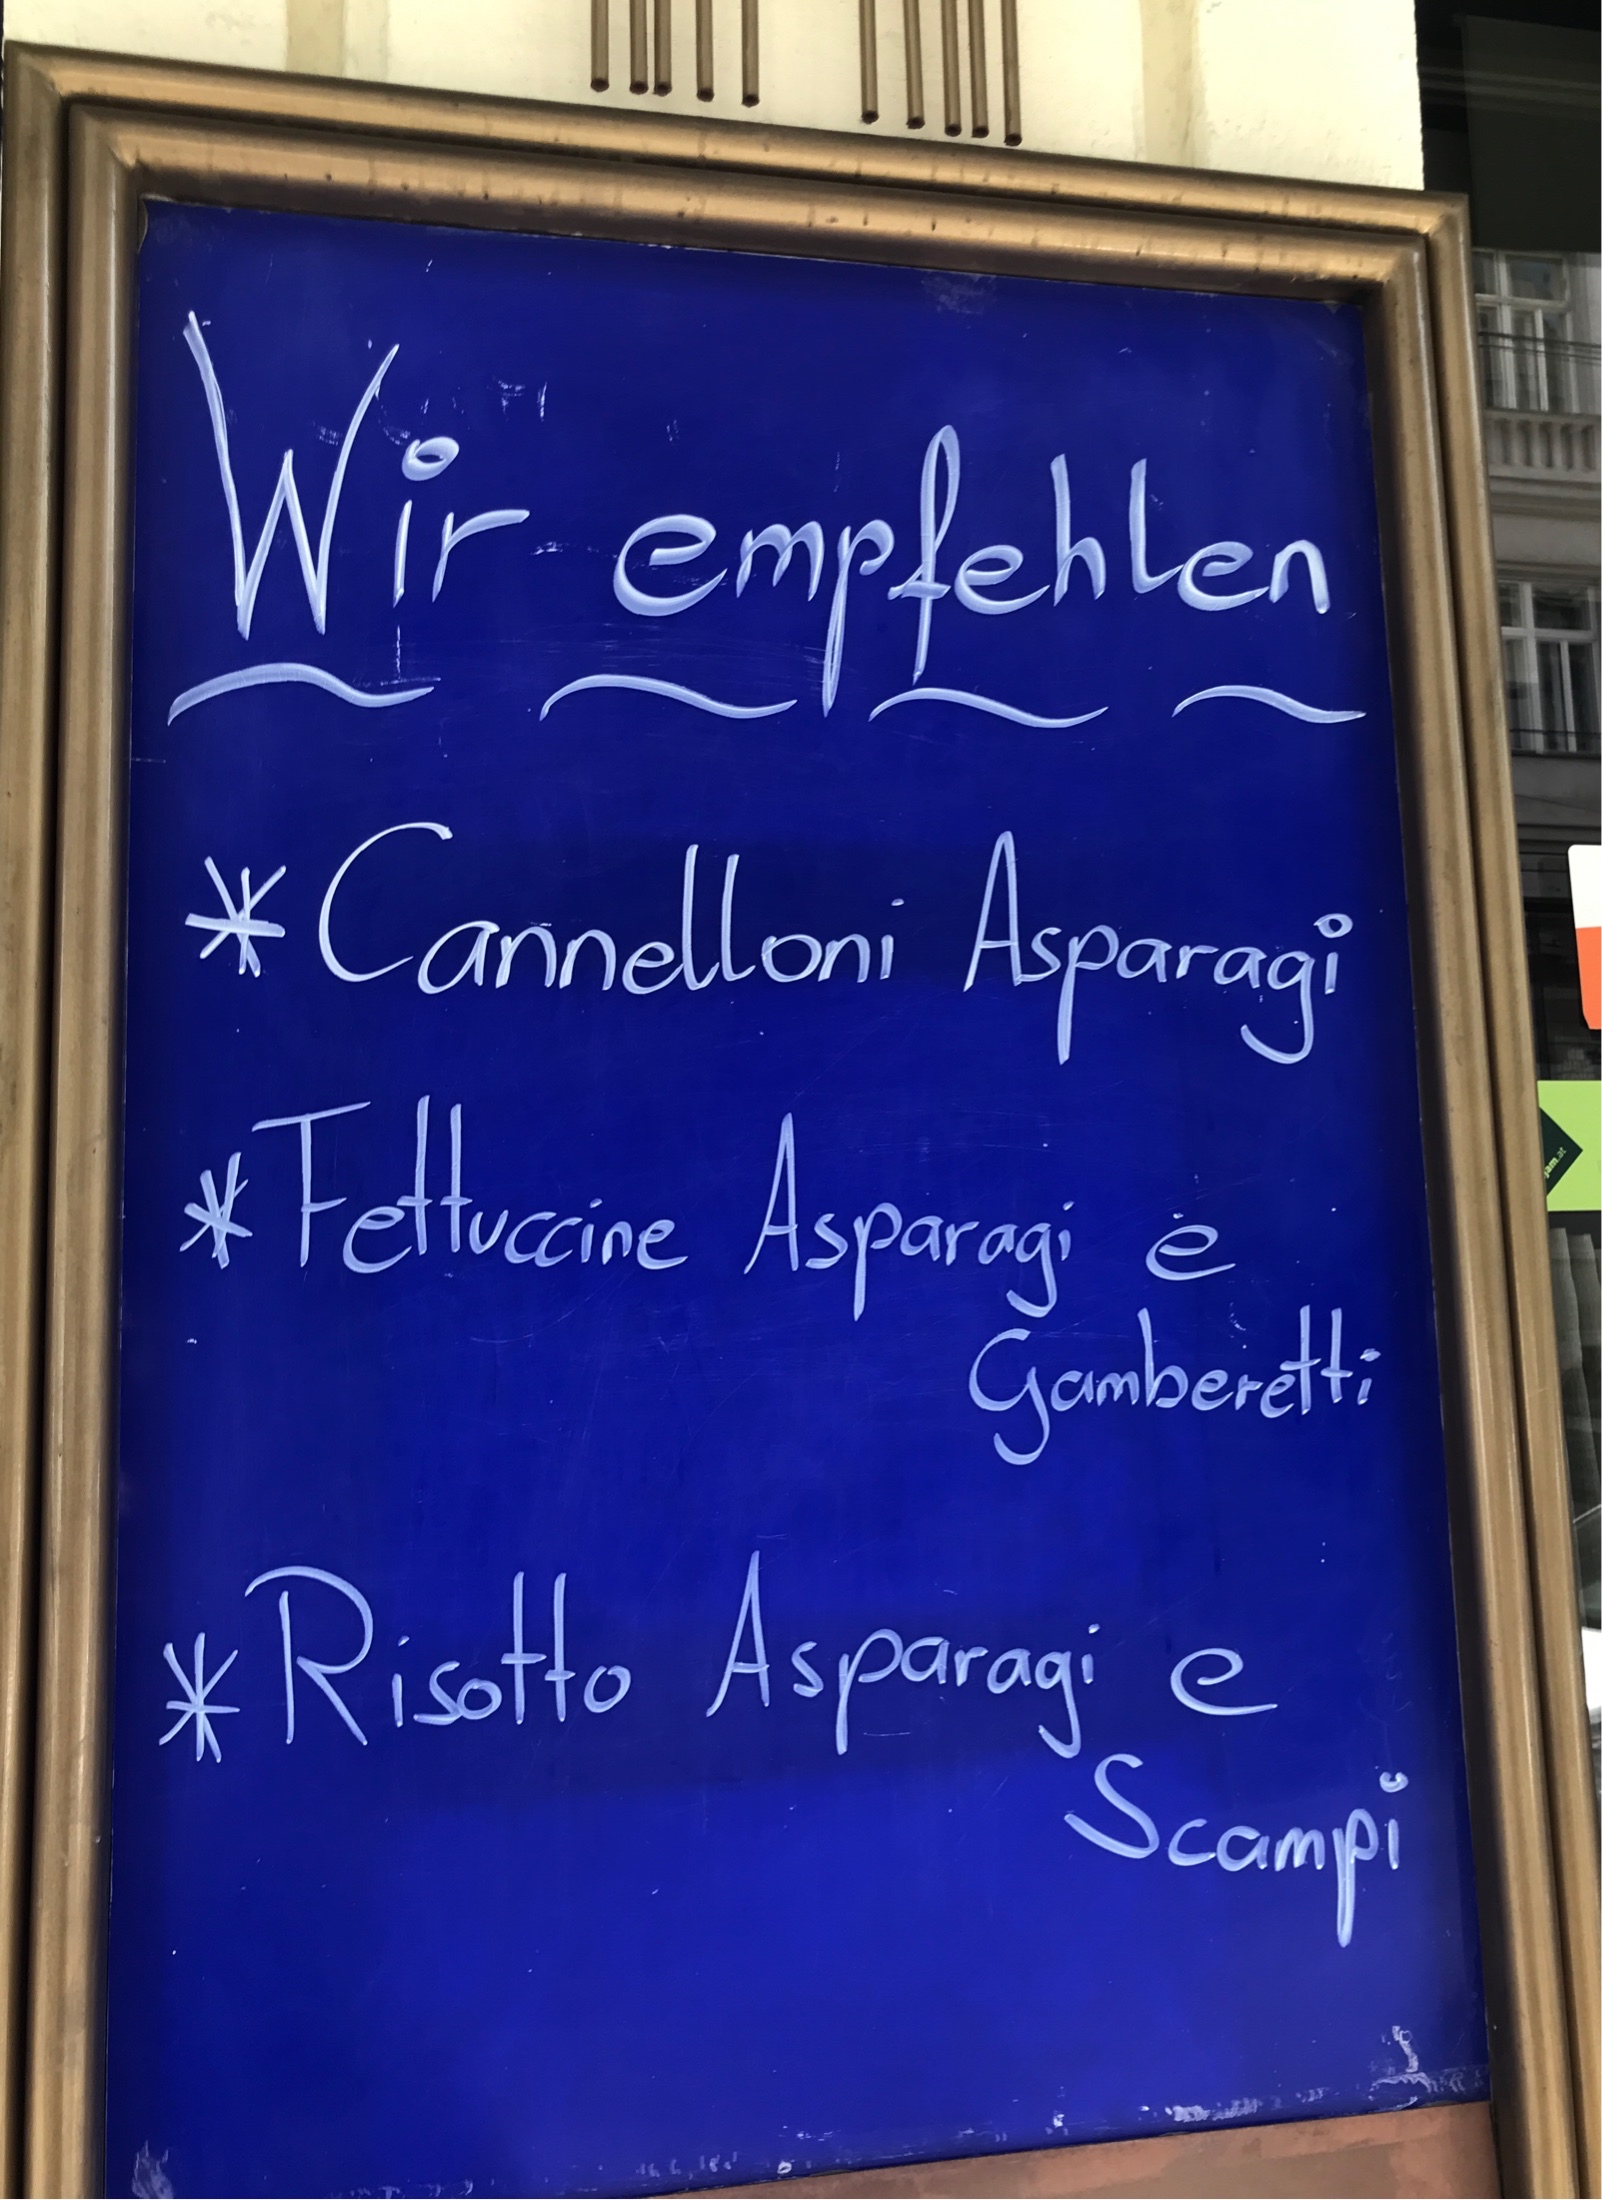 Wir empfehlen
* Cannelloni Asparagi
* Fettuccine Asparagi e
Gamberetti
* Risotto Asparagi e
Scampi